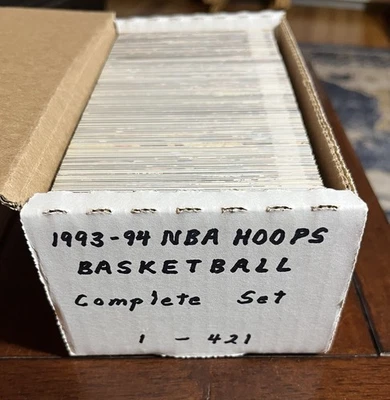 1993-94 NBA HOOPS
BASKETBALL
Complete Set
1 - 421